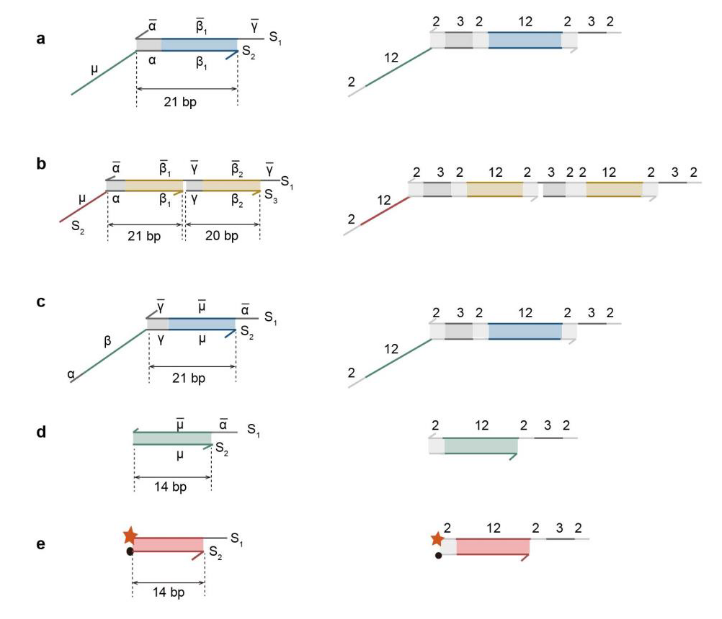 a
α̅ β̅₁ γ̅ S₁
μ α β₁ S₂
21 bp
2 3 2 12 2 3 2
12
2
b
α̅ β̅₁ γ̅ β̅₂ γ̅ S₁
μ α β₁ γ β₂ S₃
S₂
21 bp 20 bp
2 3 2 12 2 3 2 2 12 2 3 2
12
2
c
γ̅ μ̅ α̅ S₁
β γ μ S₂
α
21 bp
2 3 2 12 2 3 2
12
2
d
μ̅ α̅ S₁
μ S₂
14 bp
2 12 2 3 2
e
S₁
S₂
14 bp
2 12 2 3 2